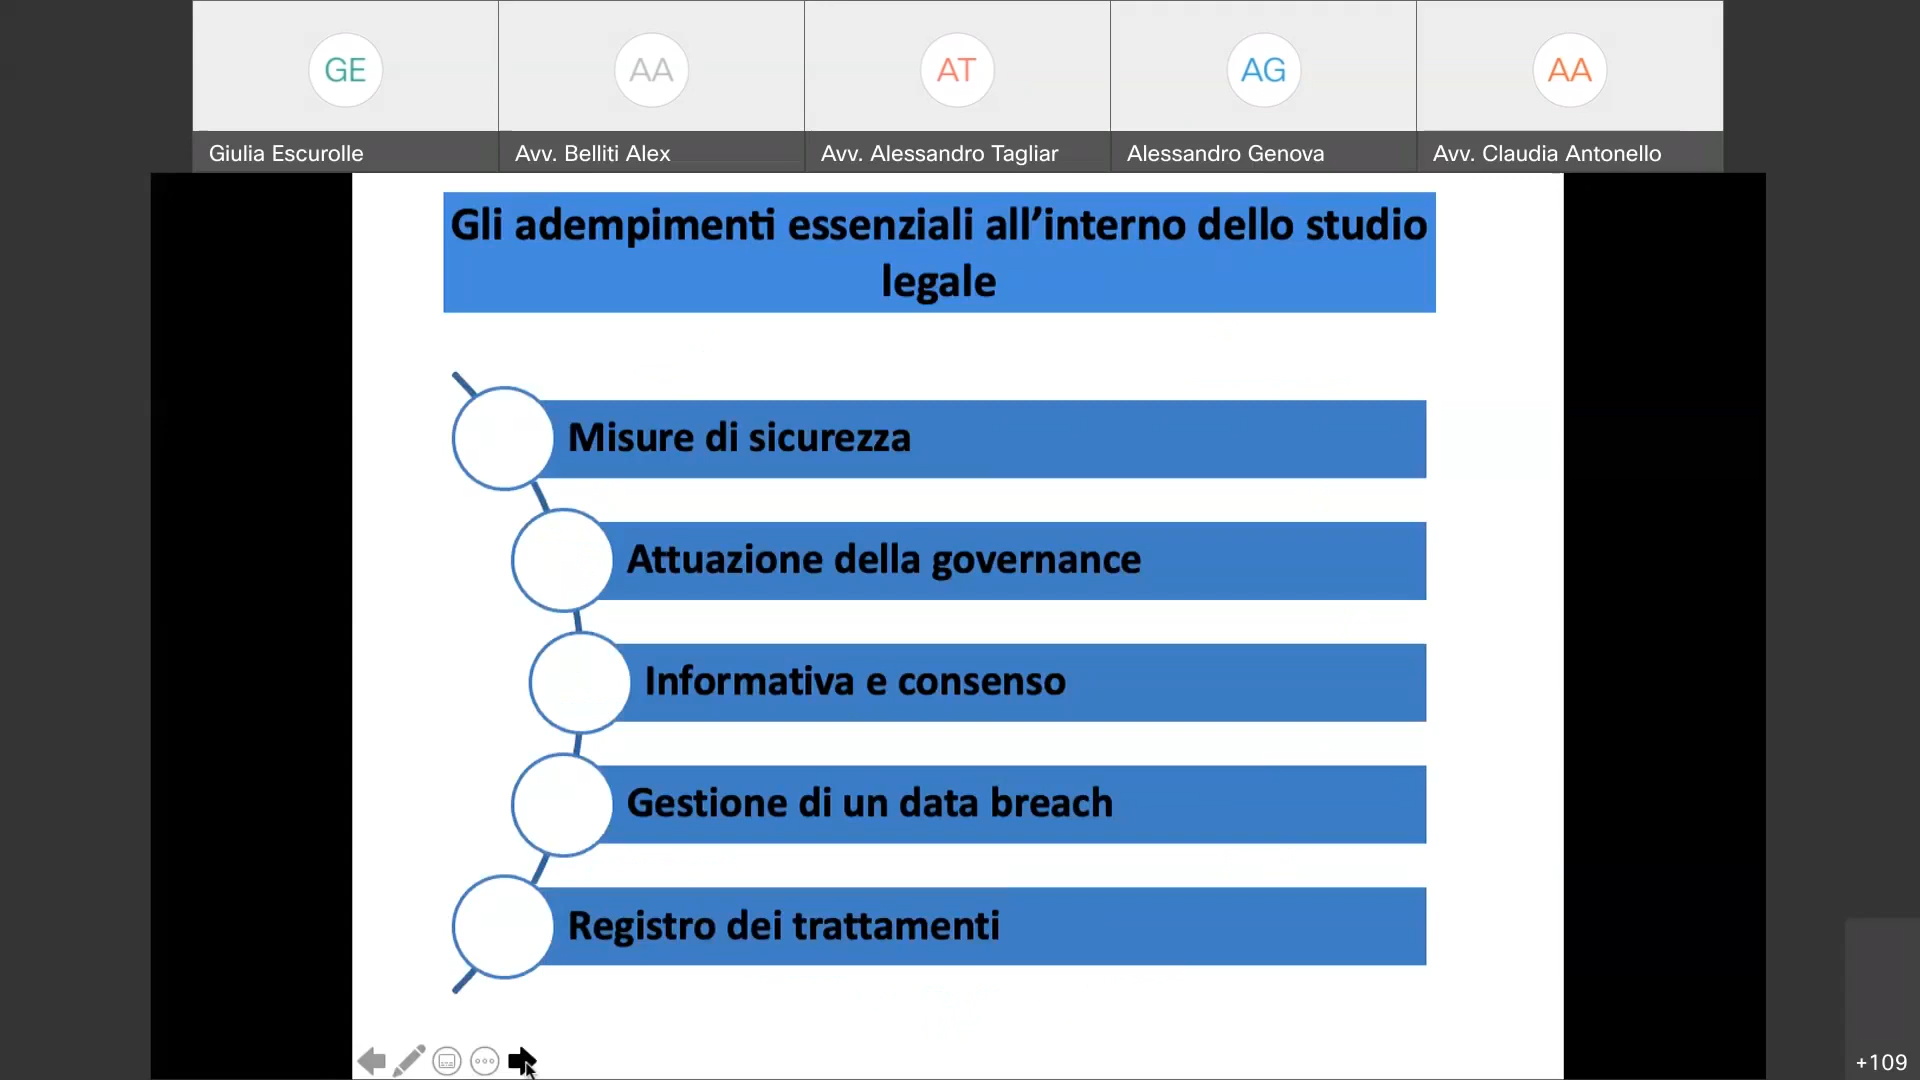 GE
AA
AT
AG
AA
Giulia Escurolle
Avv. Belliti Alex
Avv. Alessandro Tagliar
Alessandro Genova
Avv. Claudia Antonello
Gli adempimenti essenziali all’interno dello studio
legale
Misure di sicurezza
Attuazione della governance
Informativa e consenso
Gestione di un data breach
Registro dei trattamenti
+109